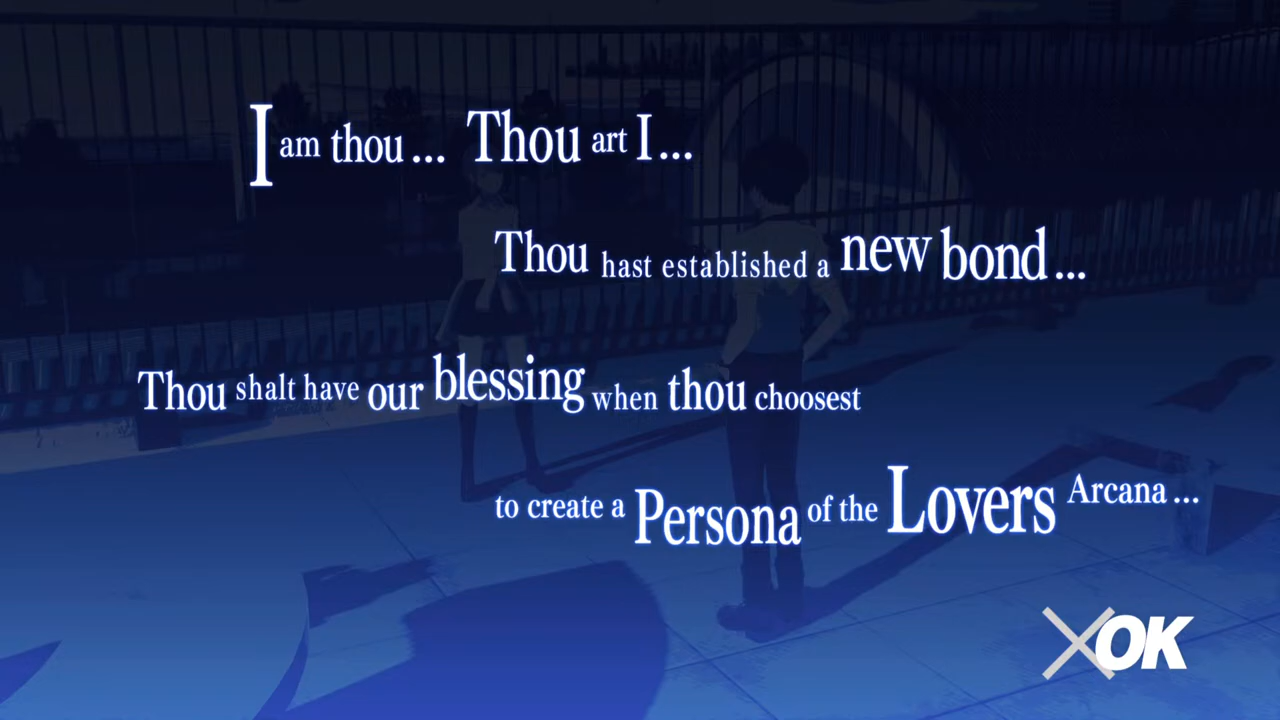 I am thou... Thou art I...
Thou hast established a new bond...
Thou shalt have our blessing when thou choosest
to create a Persona of the Lovers Arcana...
OK